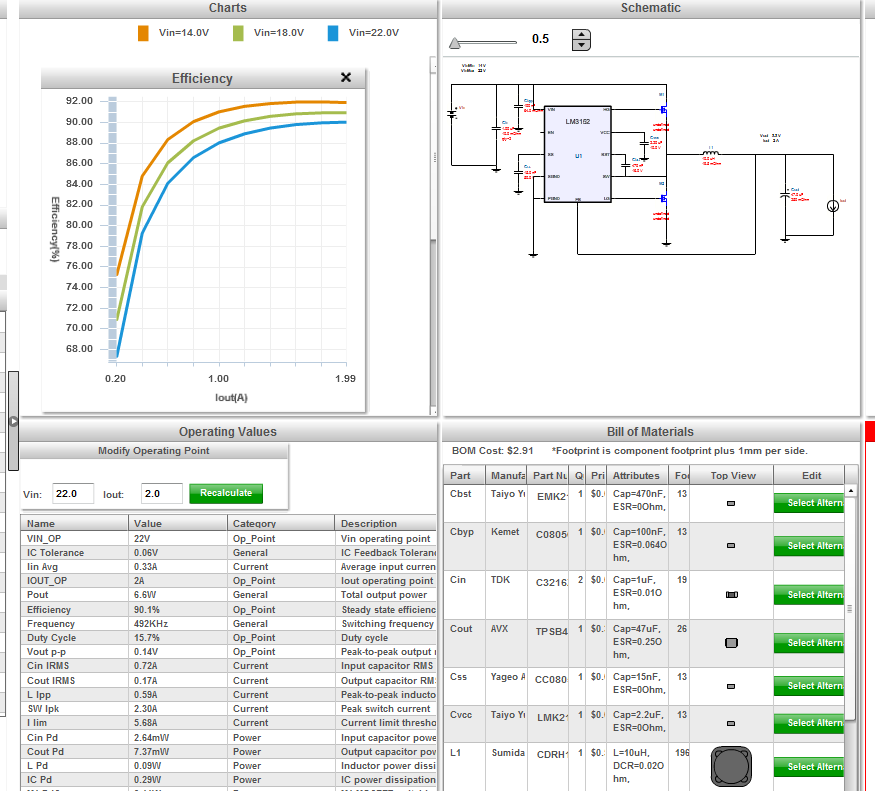 Charts
Vin=14.0V Vin=18.0V Vin=22.0V
Efficiency
92.00
90.00
88.00
86.00
84.00
82.00
80.00
78.00
76.00
74.00
72.00
70.00
68.00
Efficiency(%)
0.20 1.00 1.99
Iout(A)
Schematic
0.5
LM3152
U1
VIN
EN
SS
SGND
PGND
HG
VCC
BST
SW
LG
FB
Operating Values
Modify Operating Point
Vin: 22.0 Iout: 2.0 Recalculate
Name Value Category Description
VIN_OP 22V Op_Point Vin operating point
IC Tolerance 0.06V General IC Feedback Toleran
Iin Avg 0.33A Current Average input curren
IOUT_OP 2A Op_Point Iout operating point
Pout 6.6W General Total output power
Efficiency 90.1% Op_Point Steady state efficienc
Frequency 492KHz General Switching frequency
Duty Cycle 15.7% Op_Point Duty cycle
Vout p-p 0.14V Op_Point Peak-to-peak output
Cin IRMS 0.72A Current Input capacitor RMS
Cout IRMS 0.17A Current Output capacitor RM
L Ipp 0.59A Current Peak-to-peak inducto
SW Ipk 2.30A Current Peak switch current
I lim 5.68A Current Current limit thresho
Cin Pd 2.64mW Power Input capacitor powe
Cout Pd 7.37mW Power Output capacitor pow
L Pd 0.09W Power Inductor power dissi
IC Pd 0.29W Power IC power dissipation
Bill of Materials
BOM Cost: $2.91 *Footprint is component footprint plus 1mm per side.
Part Manufa Part Nu Q Pri Attributes Foo Top View Edit
Cbst Taiyo Y EMK2 1 $0. Cap=470nF, 13 Select Altern
ESR=0Ohm,
Cbyp Kemet C0805 1 $0. Cap=100nF, 13 Select Altern
ESR=0.064O
hm,
Cin TDK C3216 2 $0. Cap=1uF, 19 Select Altern
ESR=0.01O
hm,
Cout AVX TPSB4 1 $0. Cap=47uF, 26 Select Altern
ESR=0.25O
hm,
Css Yageo A CC080 1 $0. Cap=15nF, 13 Select Altern
ESR=0Ohm,
Cvcc Taiyo Y LMK2 1 $0. Cap=2.2uF, 13 Select Altern
ESR=0Ohm,
L1 Sumida CDRH 1 $0. L=10uH, 196 Select Altern
DCR=0.02O
hm,